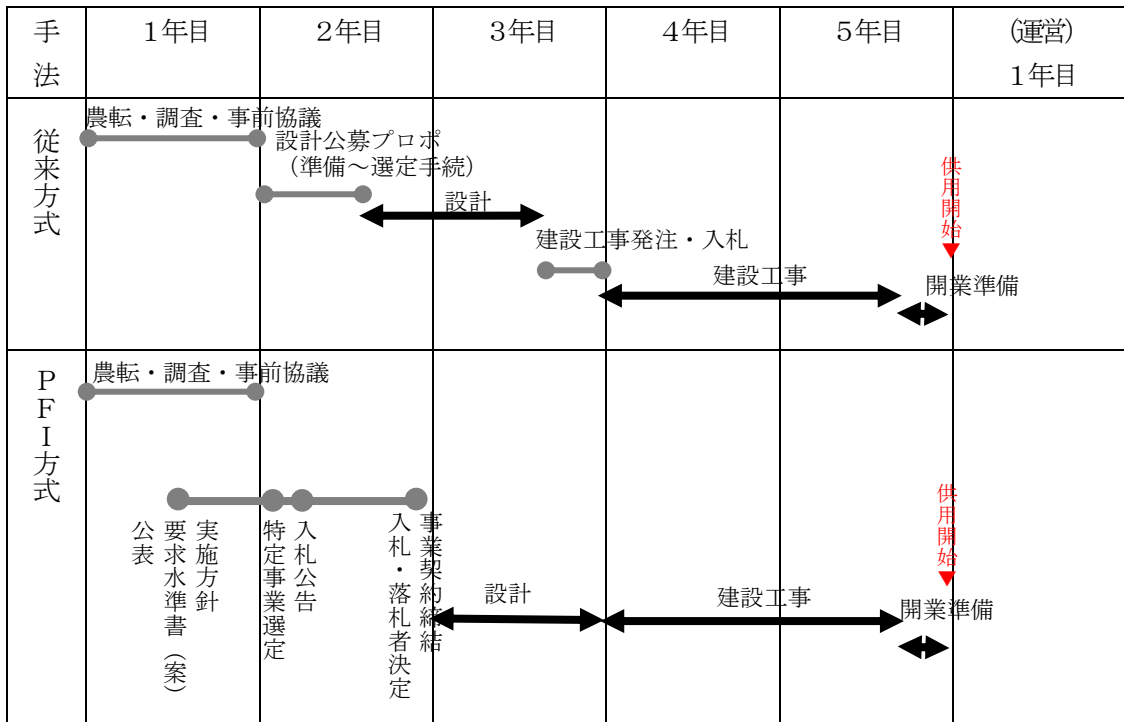 手法
１年目
２年目
３年目
４年目
５年目
(運営)
１年目
従来方式
農転・調査・事前協議
設計公募プロポ
（準備～選定手続）
設計
建設工事発注・入札
建設工事
供用開始
開業準備
ＰＦＩ方式
農転・調査・事前協議
実施方針
要求水準書（案）
公表
特定事業選定
入札公告
入札・落札者決定
事業契約締結
設計
建設工事
供用開始
開業準備